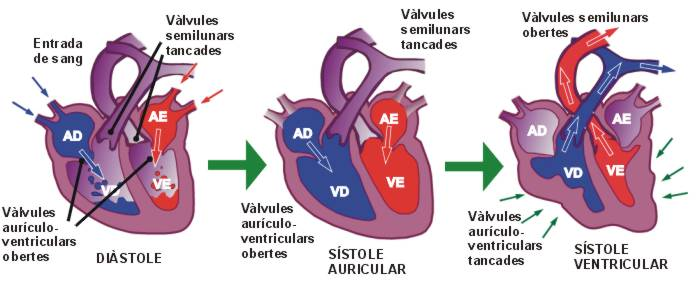 Entrada
de sang
Vàlvules
semilunars
tancades
AD
AE
VD
VE
Vàlvules
aurículo-
ventriculars
obertes
DIÀSTOLE
Vàlvules
semilunars
tancades
AD
AE
VD
VE
Vàlvules
aurículo-
ventriculars
obertes
SÍSTOLE
AURICULAR
Vàlvules semilunars
obertes
AD
AE
VD
VE
Vàlvules
aurículo-
ventriculars
tancades
SÍSTOLE
VENTRICULAR